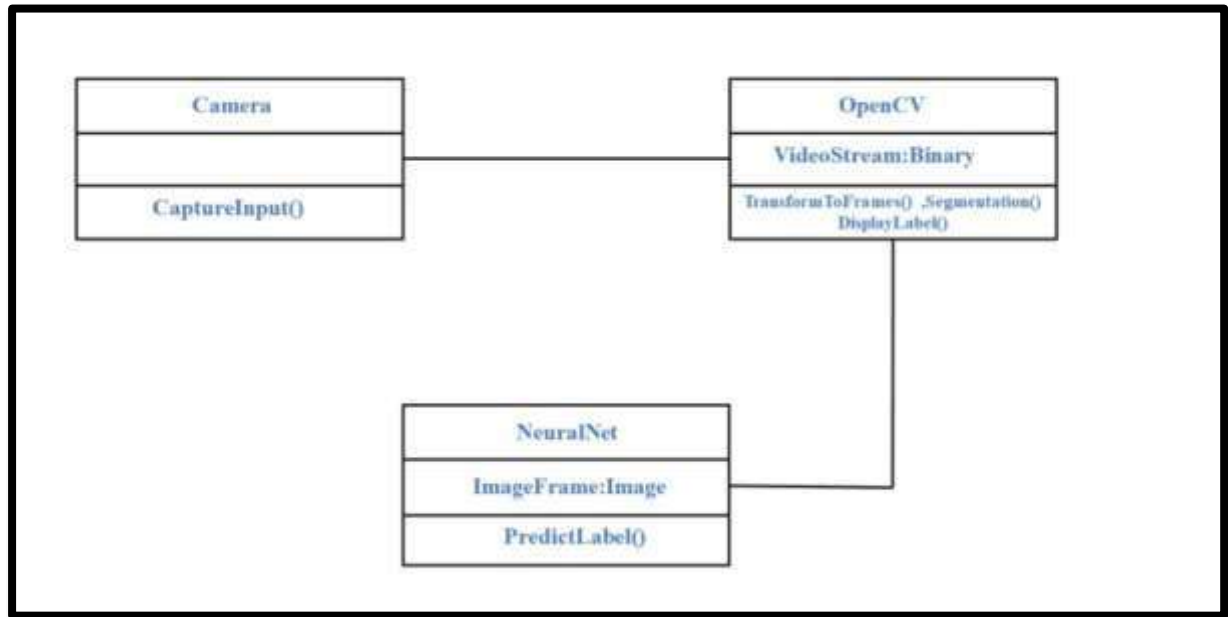 Camera
CaptureInput()
OpenCV
VideoStream:Binary
TransformToFrames() ,Segmentation()
DisplayLabel()
NeuralNet
ImageFrame:Image
PredictLabel()